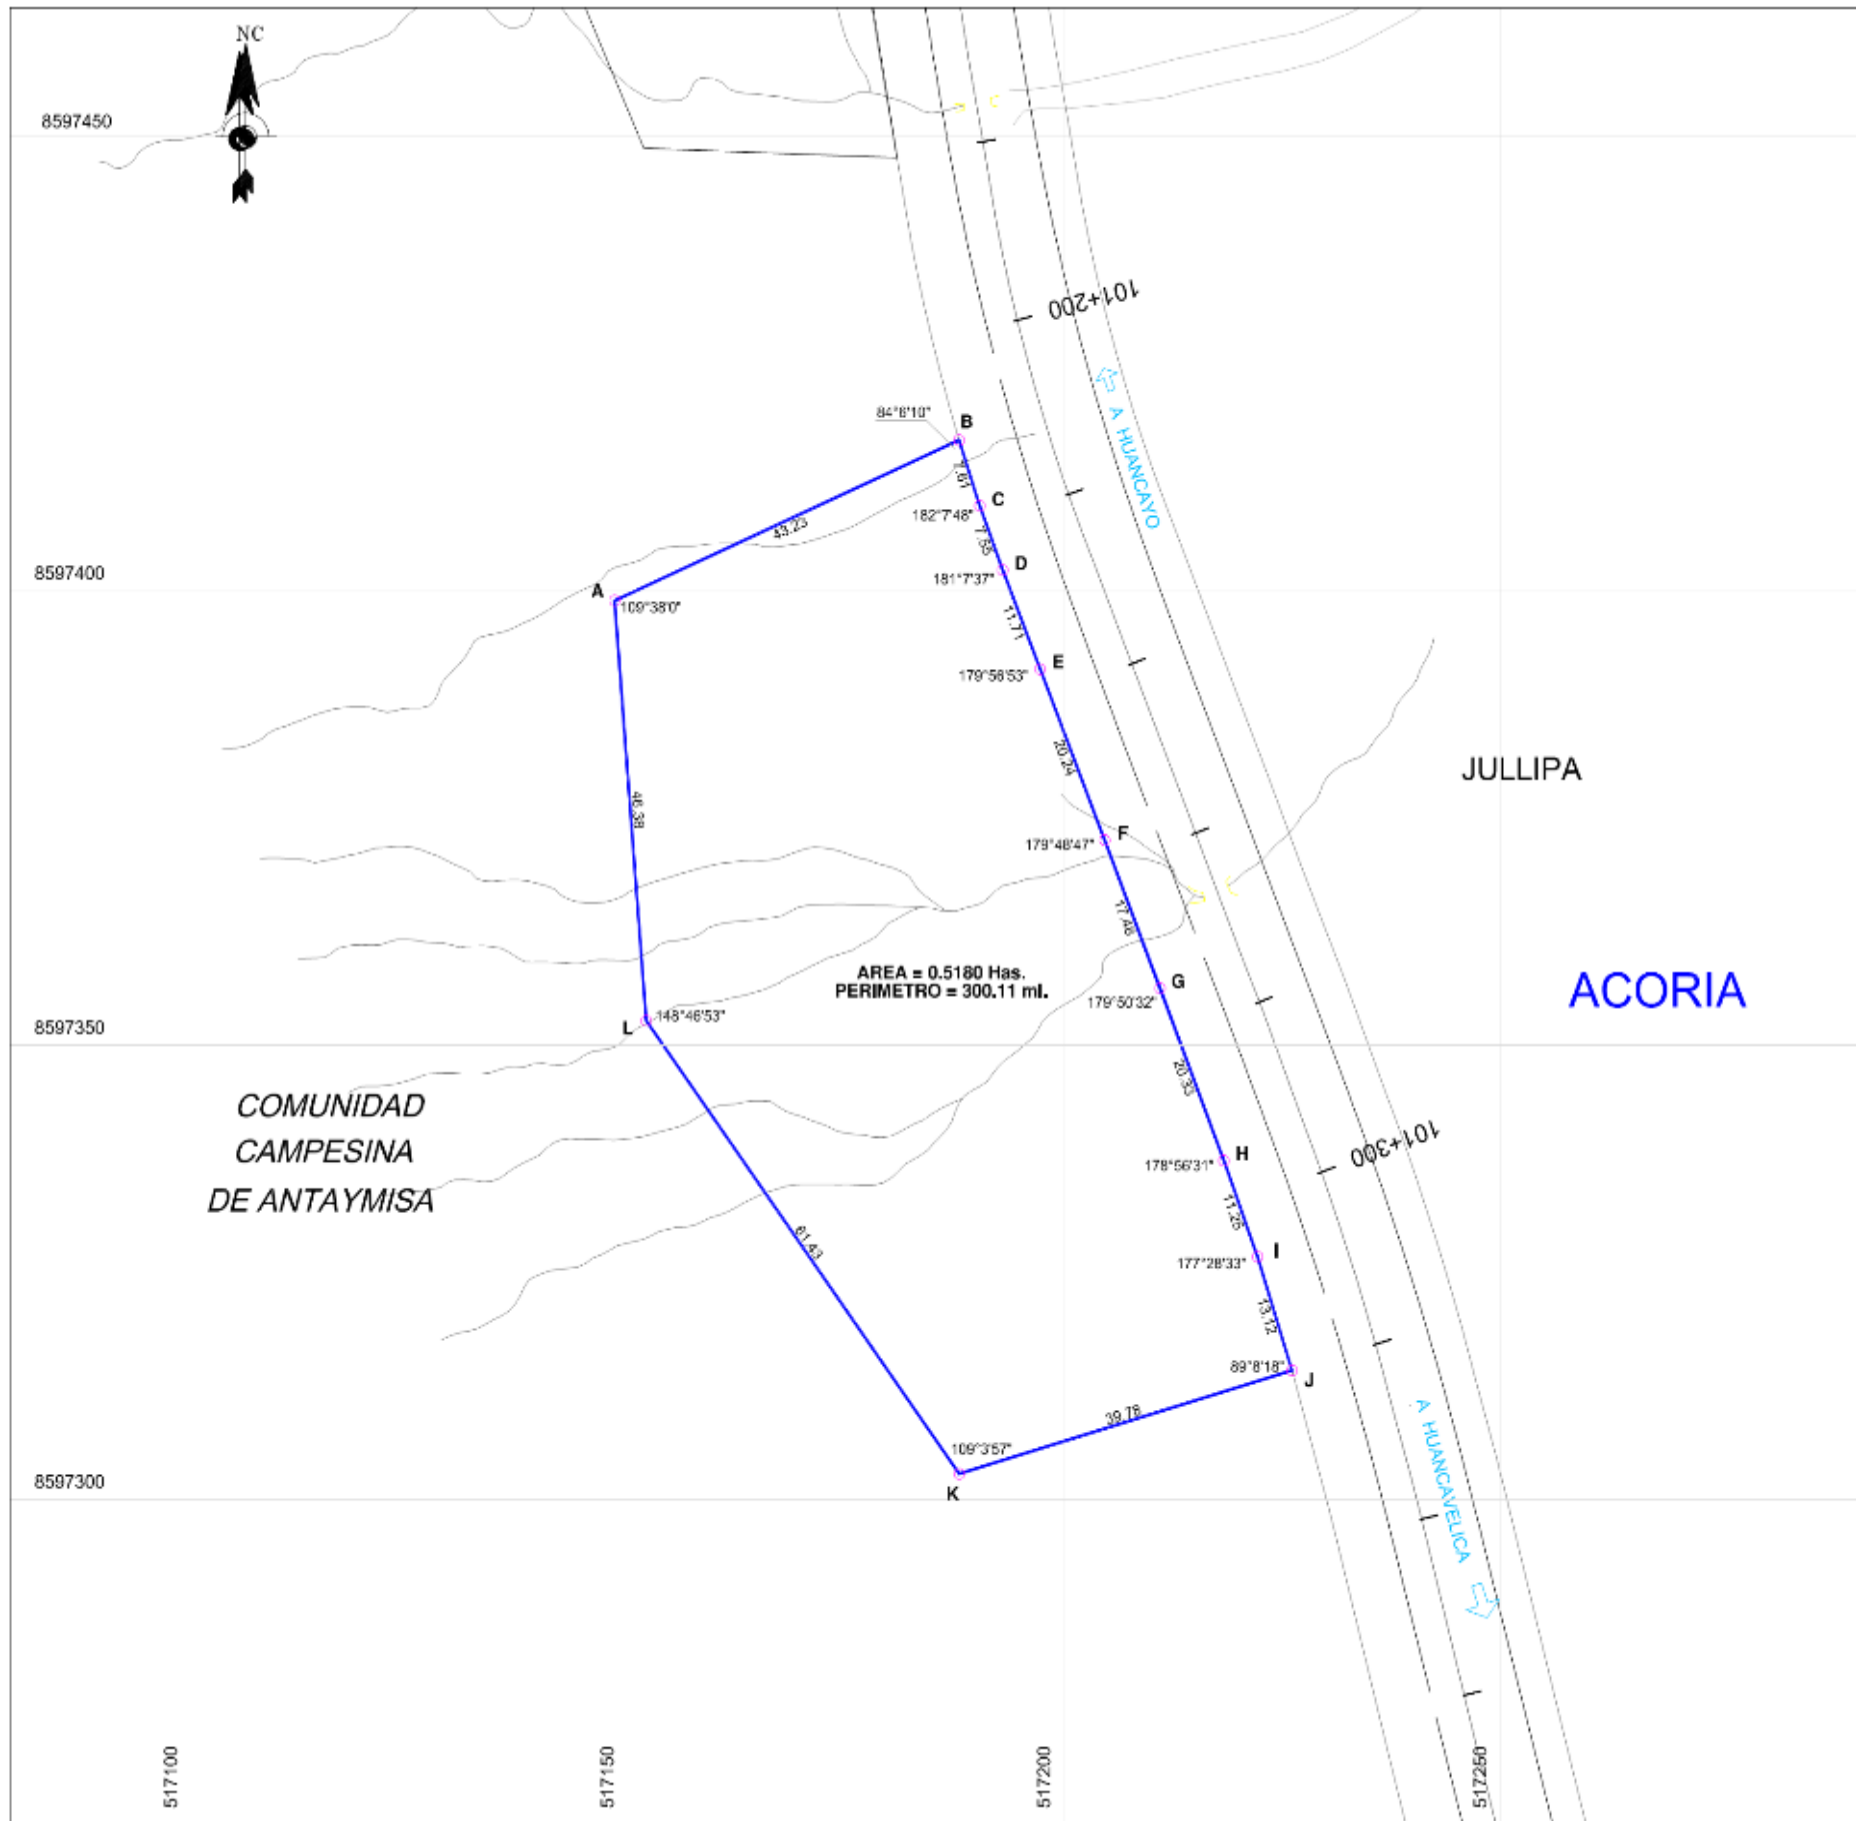 NC
8597450
101+200
A HUANCAYO
84°6'10"
B
7.61
C
182°7'48"
43.23
7.55
D
8597400
181°7'37"
A
109°38'0"
11.71
E
179°56'53"
20.24
JULLIPA
46.38
F
179°48'47"
17.48
AREA = 0.5180 Has.
PERIMETRO = 300.11 ml.
G
179°50'32"
ACORIA
8597350
L
148°46'53"
20.33
COMUNIDAD
CAMPESINA
DE ANTAYMISA
101+300
H
178°56'31"
11.25
61.43
I
177°28'33"
13.12
89°8'18"
J
39.78
109°3'57"
A HUANCAVELICA
8597300
K
517100
517150
517200
517250